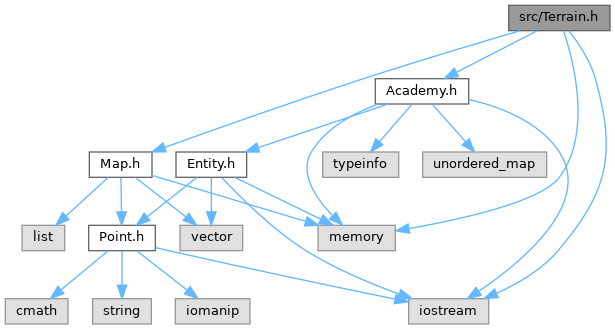 src/Terrain.h
Academy.h
Map.h
Entity.h
typeinfo
unordered_map
list
Point.h
vector
memory
cmath
string
iomanip
iostream